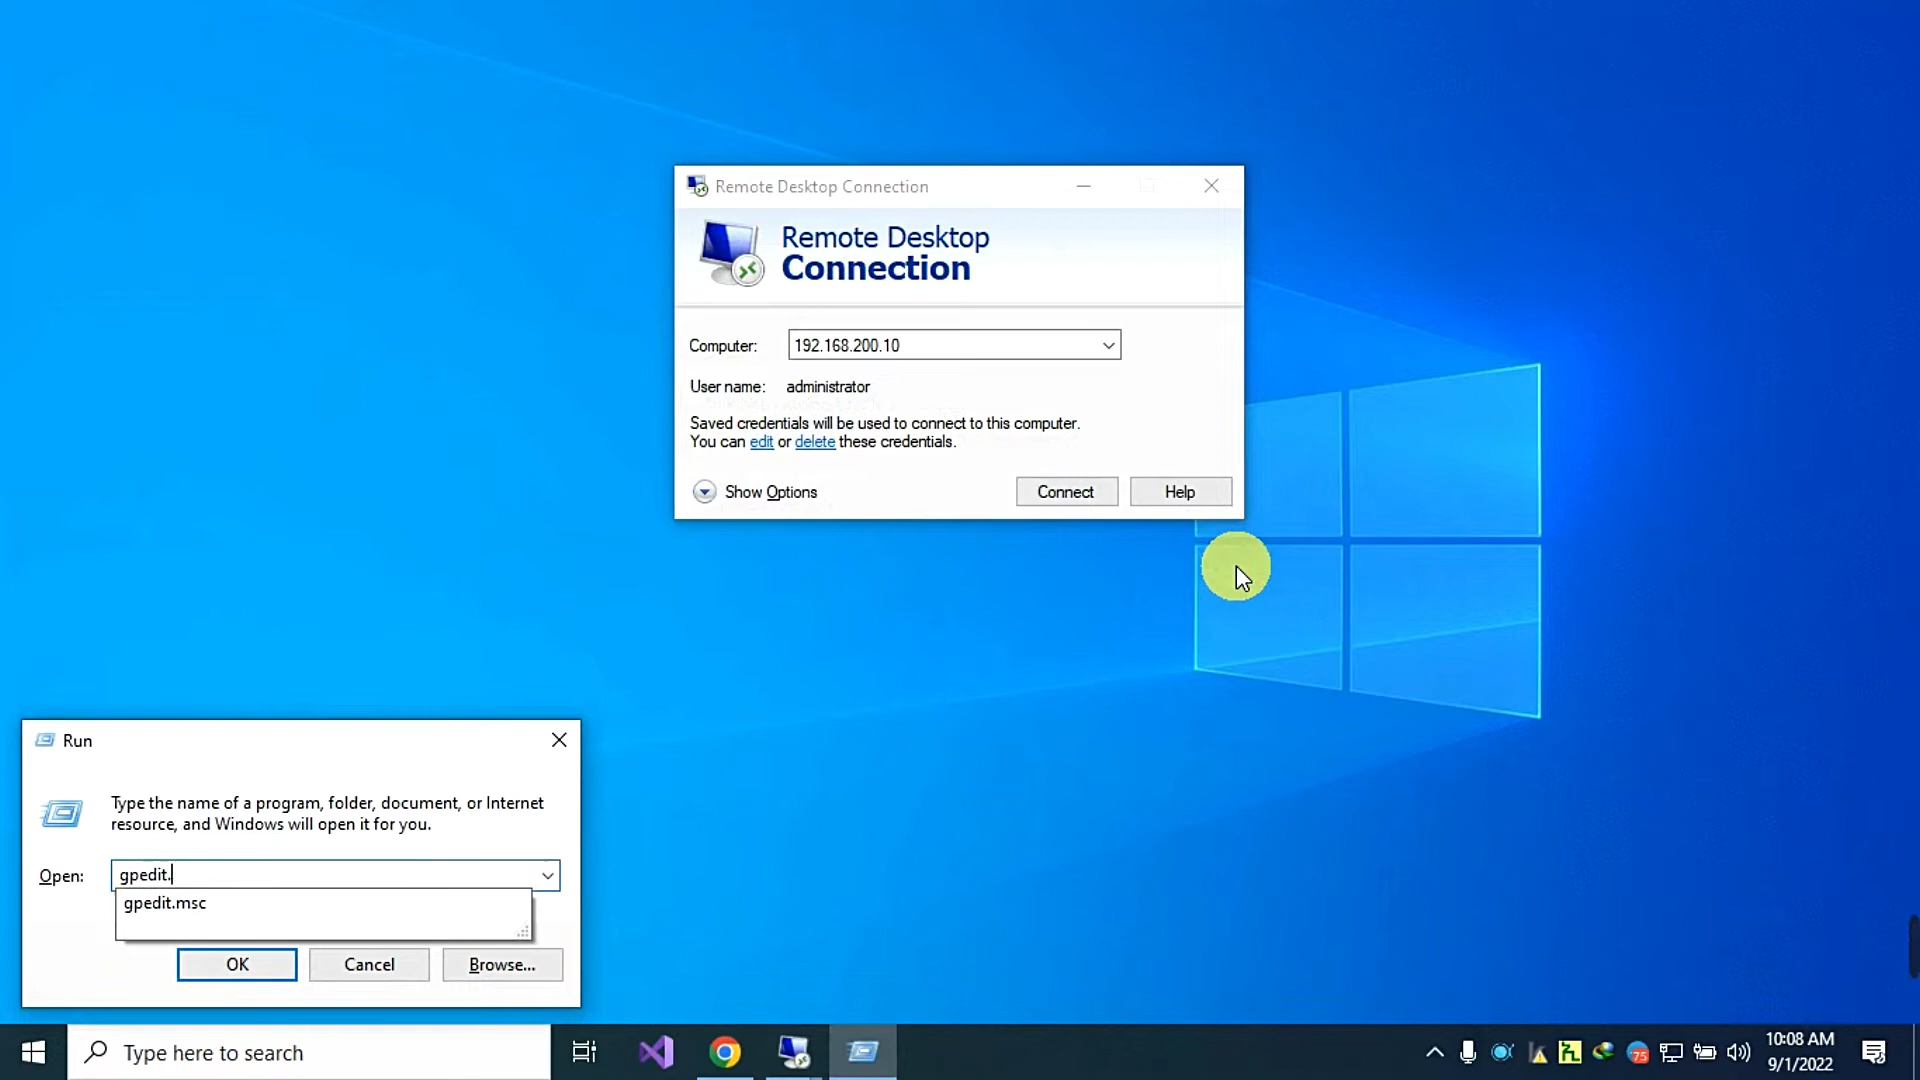 Remote Desktop Connection
Remote Desktop
Connection
Computer: 192.168.200.10
User name: administrator
Saved credentials will be used to connect to this computer.
You can edit or delete these credentials.
Show Options Connect Help
Run
Type the name of a program, folder, document, or Internet
resource, and Windows will open it for you.
Open: gpedit.
gpedit.msc
OK Cancel Browse...
Type here to search
75
10:08 AM
9/1/2022